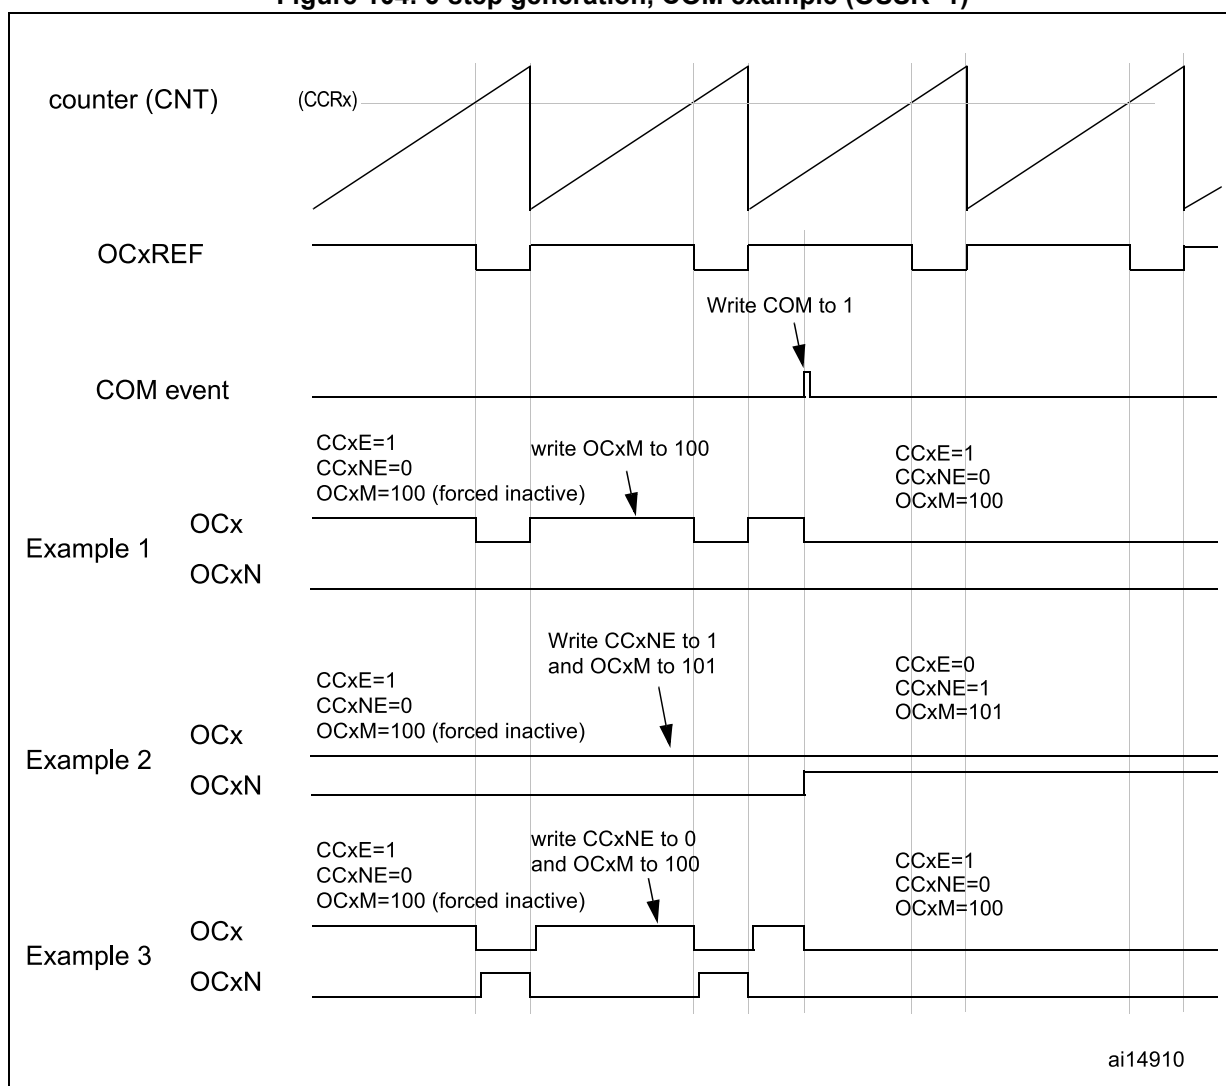 counter (CNT)
(CCRx)
OCxREF
Write COM to 1
COM event
CCxE=1
CCxNE=0
OCxM=100 (forced inactive)
write OCxM to 100
CCxE=1
CCxNE=0
OCxM=100
Example 1
OCx
OCxN
CCxE=1
CCxNE=0
OCxM=100 (forced inactive)
Write CCxNE to 1
and OCxM to 101
CCxE=0
CCxNE=1
OCxM=101
Example 2
OCx
OCxN
CCxE=1
CCxNE=0
OCxM=100 (forced inactive)
write CCxNE to 0
and OCxM to 100
CCxE=1
CCxNE=0
OCxM=100
Example 3
OCx
OCxN
ai14910